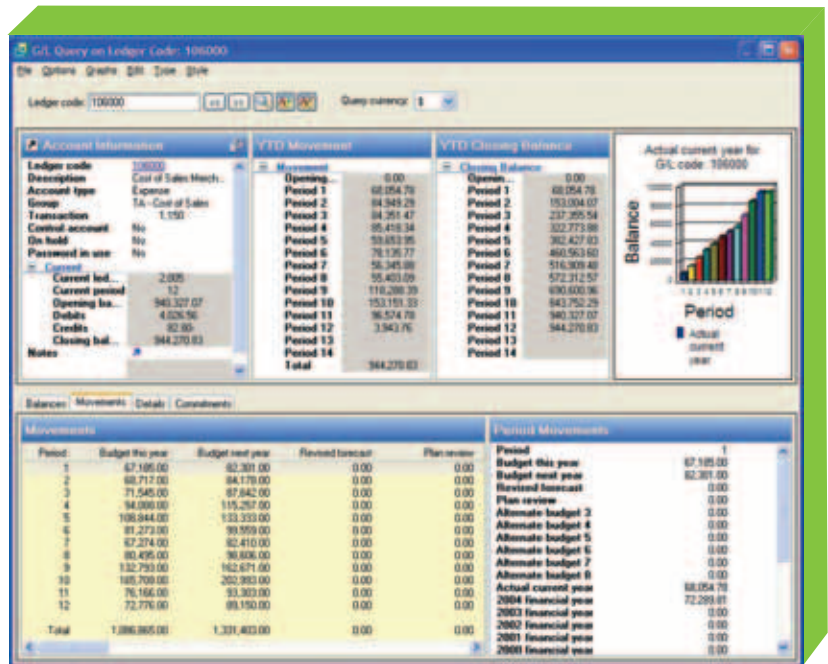 G/L Query on Ledger Code: 106000
File Options Graphs Edit Type Style
Ledger code: 106000 Query currency: $
Account Information
Ledger code 106000
Description Cost of Sales Merch...
Account type Expense
Group TA - Cost of Sales
Transaction 1,150
Control account No
On hold No
Password in use No
Current
Current led... 2,005
Current period 12
Opening ba... 940,327.07
Debits 4,026.56
Credits 82.80-
Closing bal... 944,270.83
Notes
YTD Movement
Movement
Opening... 0.00
Period 1 68,054.78
Period 2 84,949.29
Period 3 84,351.47
Period 4 85,418.34
Period 5 59,653.95
Period 6 78,135.77
Period 7 56,345.88
Period 8 55,403.09
Period 9 118,288.39
Period 10 153,151.33
Period 11 96,574.78
Period 12 3,943.76
Period 13
Period 14
Total 944,270.83
YTD Closing Balance
Closing Balance
Openin... 0.00
Period 1 68,054.78
Period 2 153,004.07
Period 3 237,355.54
Period 4 322,773.88
Period 5 382,427.83
Period 6 460,563.60
Period 7 516,909.48
Period 8 572,312.57
Period 9 690,600.96
Period 10 843,752.29
Period 11 940,327.07
Period 12 944,270.83
Period 13
Period 14
Actual current year for
G/L code: 106000
Balance
Period
Actual
current
year
Balances Movements Details Commitments
Movements
Period Budget this year Budget next year Revised forecast Plan review
1 67,185.00 82,301.00 0.00 0.00
2 68,717.00 84,178.00 0.00 0.00
3 71,545.00 87,642.00 0.00 0.00
4 94,088.00 115,257.00 0.00 0.00
5 108,844.00 133,333.00 0.00 0.00
6 81,273.00 99,559.00 0.00 0.00
7 67,274.00 82,410.00 0.00 0.00
8 80,495.00 98,606.00 0.00 0.00
9 132,793.00 162,671.00 0.00 0.00
10 165,709.00 202,993.00 0.00 0.00
11 76,166.00 93,303.00 0.00 0.00
12 72,776.00 89,150.00 0.00 0.00
Total 1,086,865.00 1,331,403.00 0.00 0.00
Period Movements
Period 1
Budget this year 67,185.00
Budget next year 82,301.00
Revised forecast 0.00
Plan review 0.00
Alternate budget 3 0.00
Alternate budget 4 0.00
Alternate budget 5 0.00
Alternate budget 6 0.00
Alternate budget 7 0.00
Alternate budget 8 0.00
Actual current year 68,054.78
2004 financial year 72,289.81
2003 financial year 0.00
2002 financial year 0.00
2001 financial year 0.00
2000 financial year 0.00